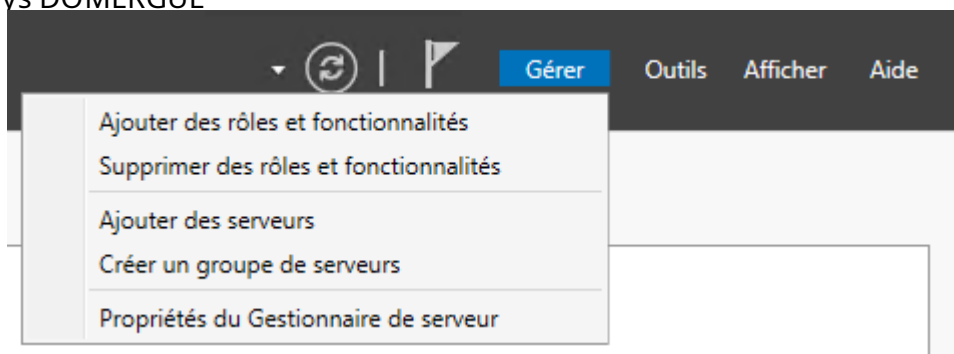 DOMERGUE
Gérer Outils Afficher Aide
Ajouter des rôles et fonctionnalités
Supprimer des rôles et fonctionnalités
Ajouter des serveurs
Créer un groupe de serveurs
Propriétés du Gestionnaire de serveur